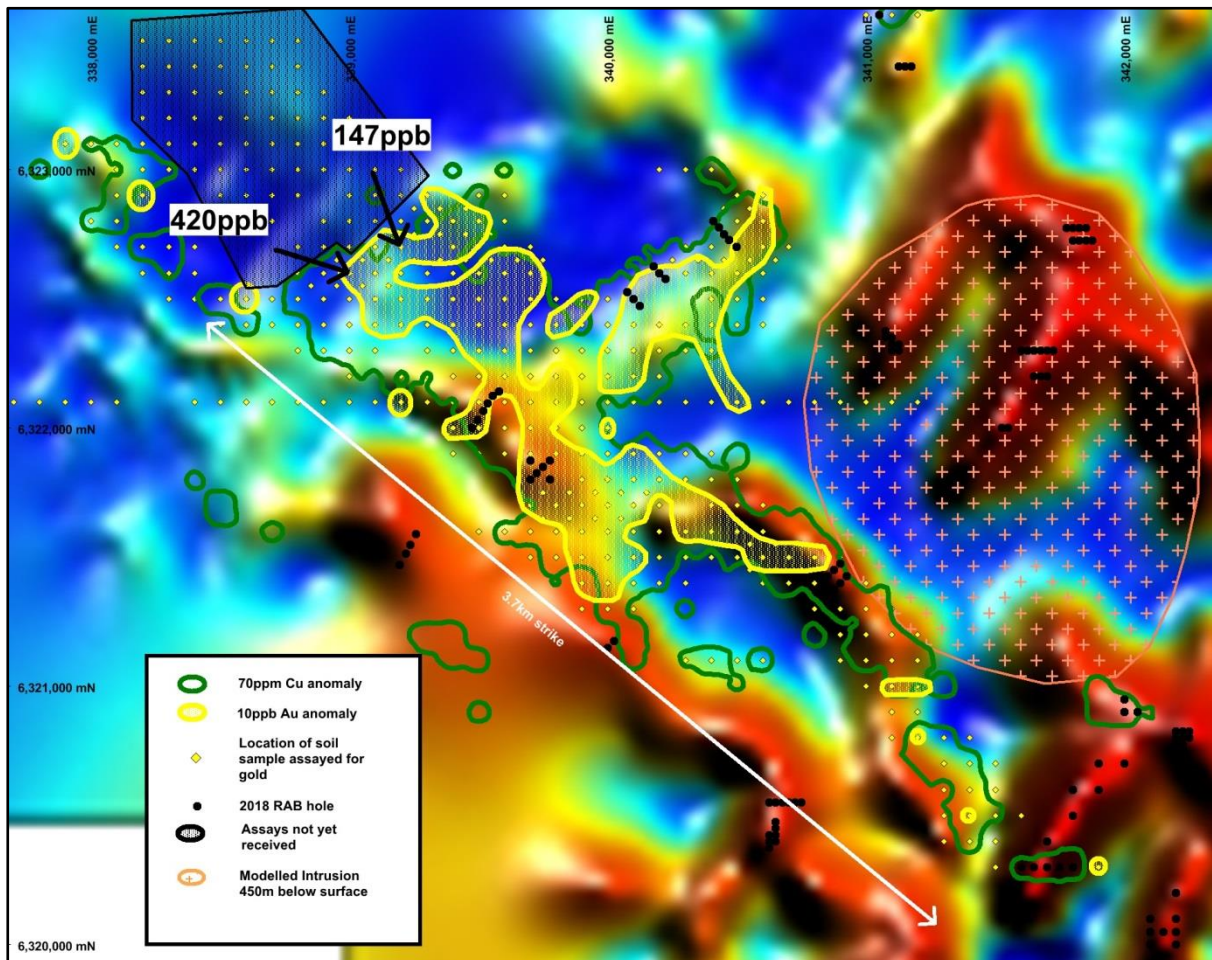 338,000 mE
339,000 mE
340,000 mE
341,000 mE
342,000 mE
147ppb
6,323,000 mN
420ppb
6,322,000 mN
3.7km strike
6,321,000 mN
70ppm Cu anomaly
10ppb Au anomaly
Location of soil
sample assayed for
gold
2018 RAB hole
Assays not yet
received
Modelled Intrusion
450m below surface
6,320,000 mN